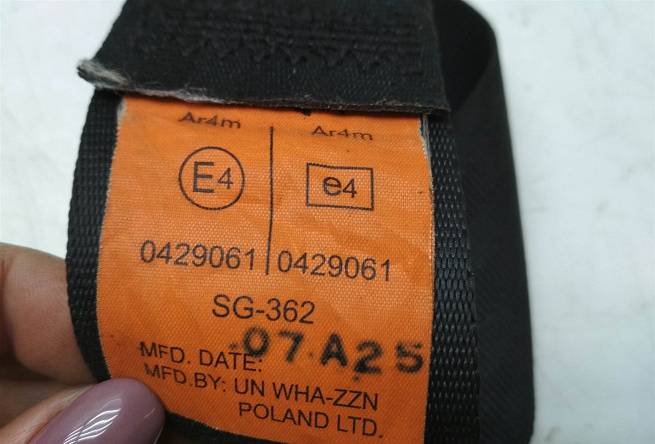 Ar4m Ar4m
E4 e4
0429061 0429061
SG-362
MFD. DATE: 07.A25
MFD.BY: UN WHA-ZZN
POLAND LTD.